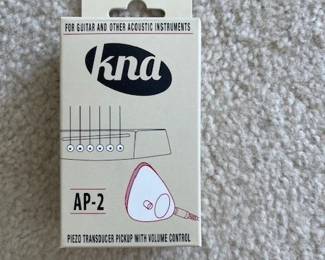 FOR GUITAR AND OTHER ACOUSTIC INSTRUMENTS
kna
AP-2
PIEZO TRANSDUCER PICKUP WITH VOLUME CONTROL